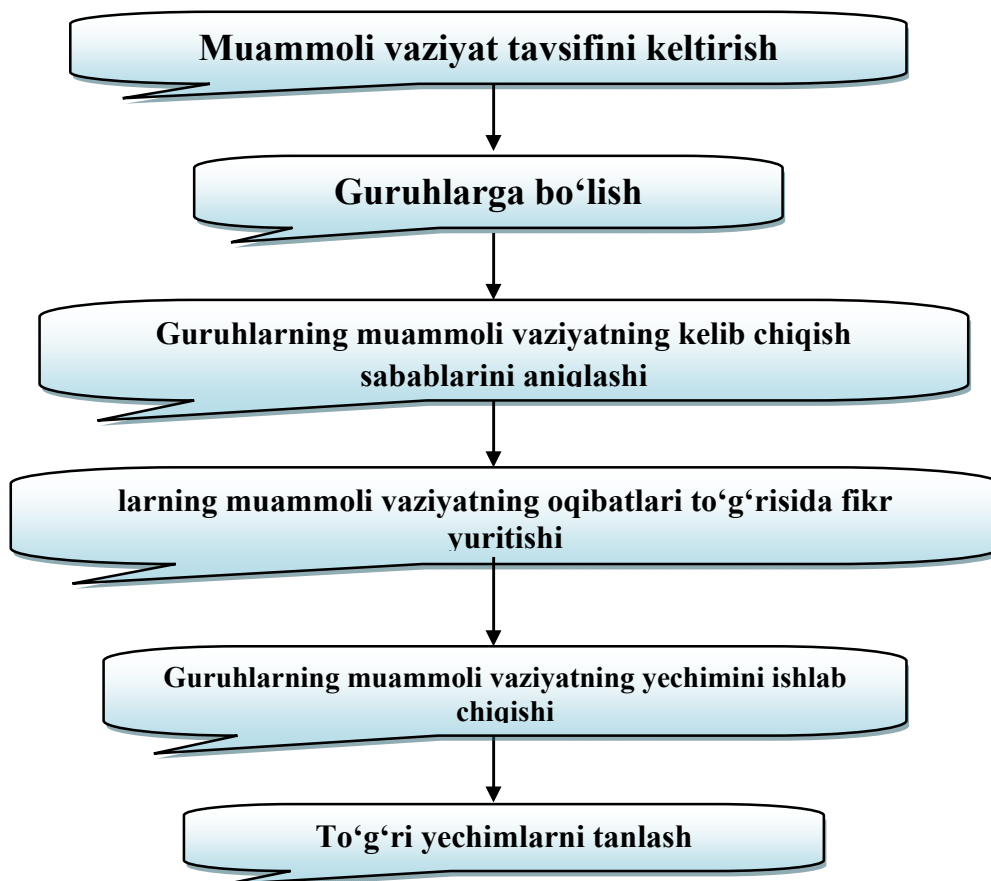 Muammoli vaziyat tavsifini keltirish
Guruhlarga bo‘lish
Guruhlarning muammoli vaziyatning kelib chiqish
sabablarini aniqlashi
larning muammoli vaziyatning oqibatlari to‘g‘risida fikr
yuritishi
Guruhlarning muammoli vaziyatning yechimini ishlab
chiqishi
To‘g‘ri yechimlarni tanlash